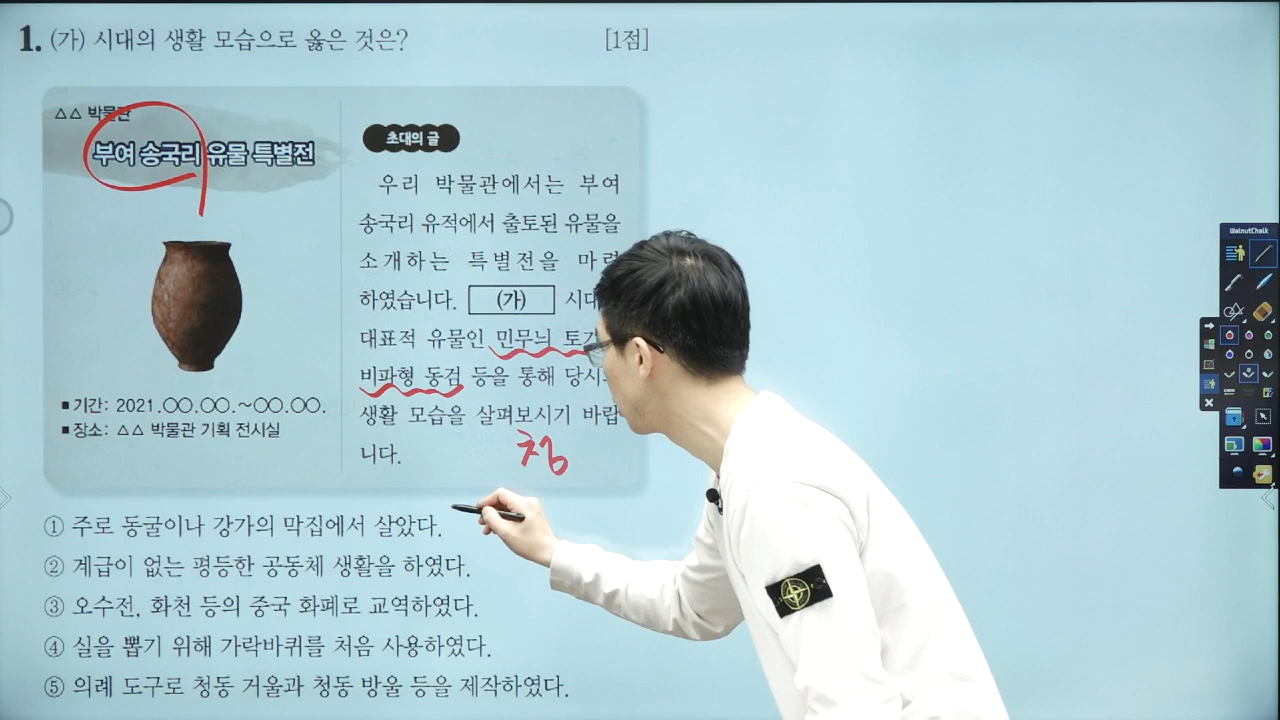 1. (가) 시대의 생활 모습으로 옳은 것은? [1점]
△△ 박물관
부여 송국리 유물 특별전
■기간: 2021.○○.○○.~○○.○○.
■장소: △△ 박물관 기획 전시실
초대의 글
우리 박물관에서는 부여
송국리 유적에서 출토된 유물을
소개하는 특별전을 마련
하였습니다. (가) 시대
대표적 유물인 민무늬 토기
비파형 동검 등을 통해 당시
생활 모습을 살펴보시기 바랍
니다.
청
① 주로 동굴이나 강가의 막집에서 살았다.
② 계급이 없는 평등한 공동체 생활을 하였다.
③ 오수전, 화천 등의 중국 화폐로 교역하였다.
④ 실을 뽑기 위해 가락바퀴를 처음 사용하였다.
⑤ 의례 도구로 청동 거울과 청동 방울 등을 제작하였다.
WalnutChalk